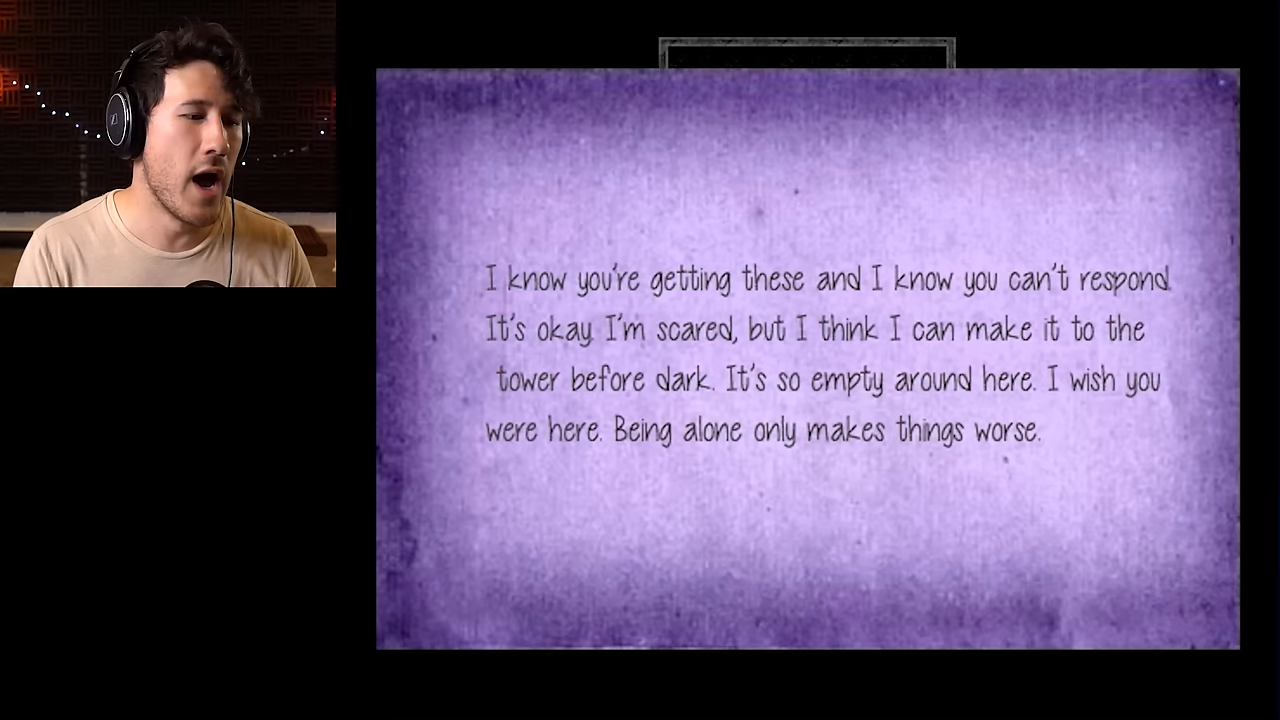 I know you're getting these and I know you can't respond.
It's okay. I'm scared, but I think I can make it to the
tower before dark. It's so empty around here. I wish you
were here. Being alone only makes things worse.